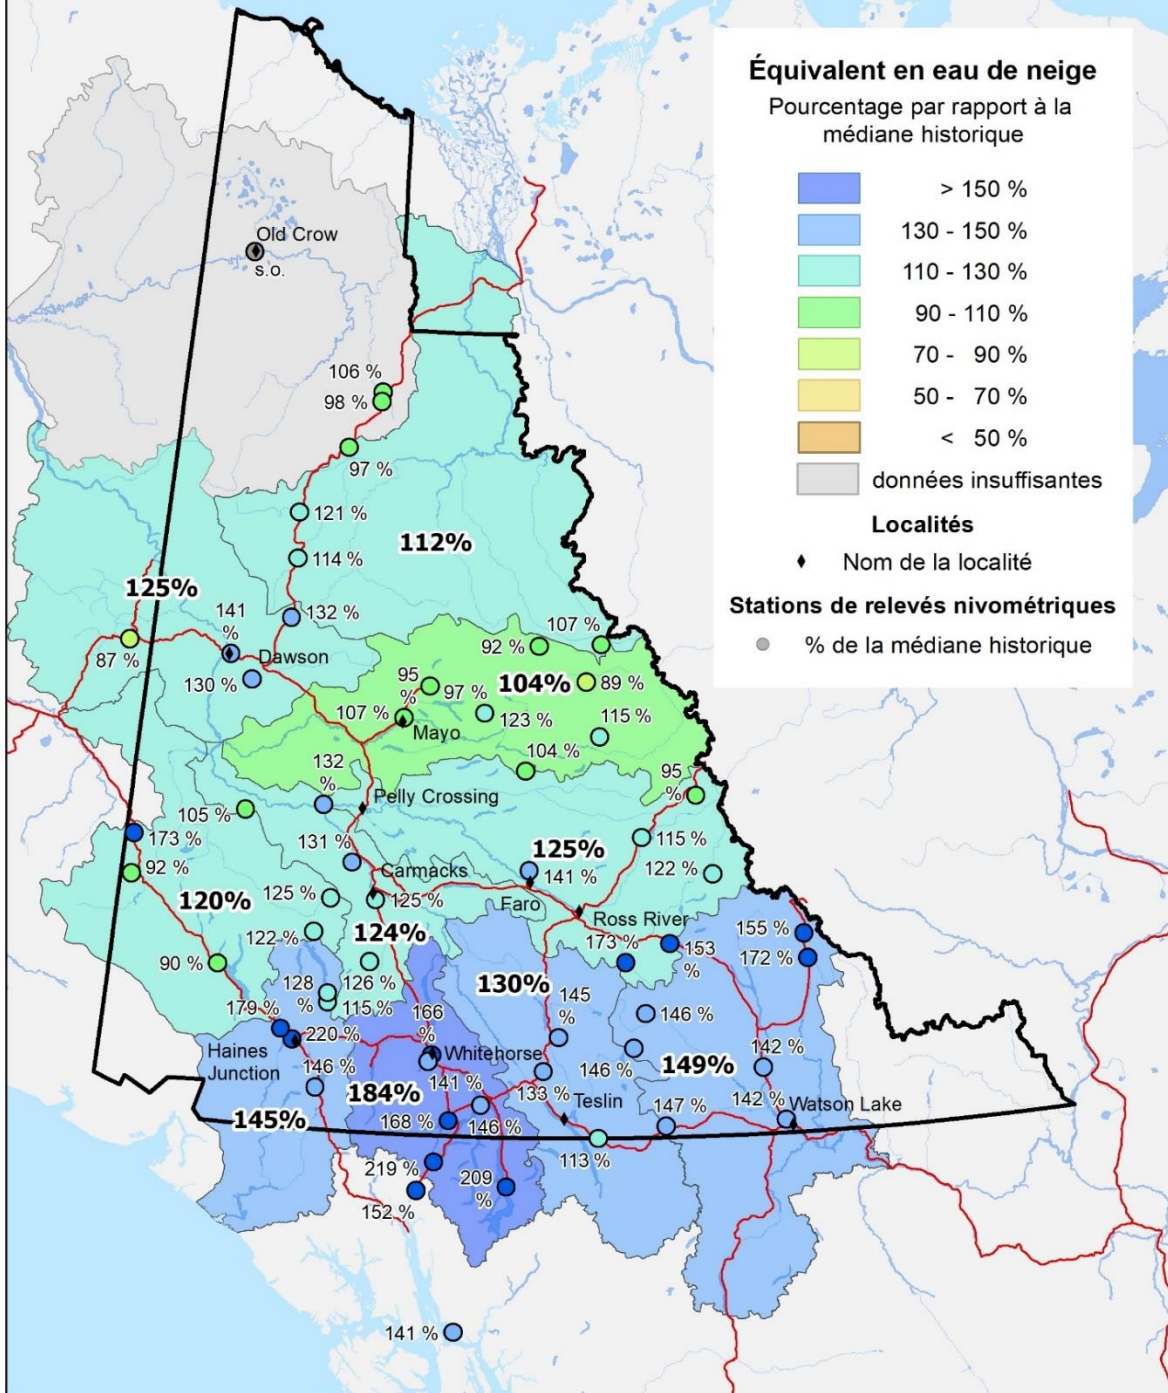 Équivalent en eau de neige
Pourcentage par rapport à la
médiane historique
> 150 %
130 - 150 %
110 - 130 %
90 - 110 %
70 - 90 %
50 - 70 %
< 50 %
données insuffisantes
Localités
Nom de la localité
Stations de relevés nivométriques
% de la médiane historique
Old Crow
s.o.
106 %
98 %
97 %
121 %
112%
114 %
125%
141
%
132 %
87 %
Dawson
130 %
92 %
107 %
95
%
97 %
104%
89 %
107 %
Mayo
123 %
115 %
104 %
132
%
95
%
Pelly Crossing
105 %
173 %
131 %
115 %
92 %
125%
Carmacks
141 %
122 %
120%
125 %
125 %
Faro
Ross River
122 %
124%
173 %
153
%
155 %
172 %
90 %
128
%
126 %
115 %
130%
179 %
166
%
145
%
146 %
220 %
Haines
Junction
Whitehorse
146 %
184%
141 %
133 %
146 %
149%
142 %
145%
168 %
146 %
Teslin
147 %
142 %
Watson Lake
113 %
219 %
209
%
152 %
141 %